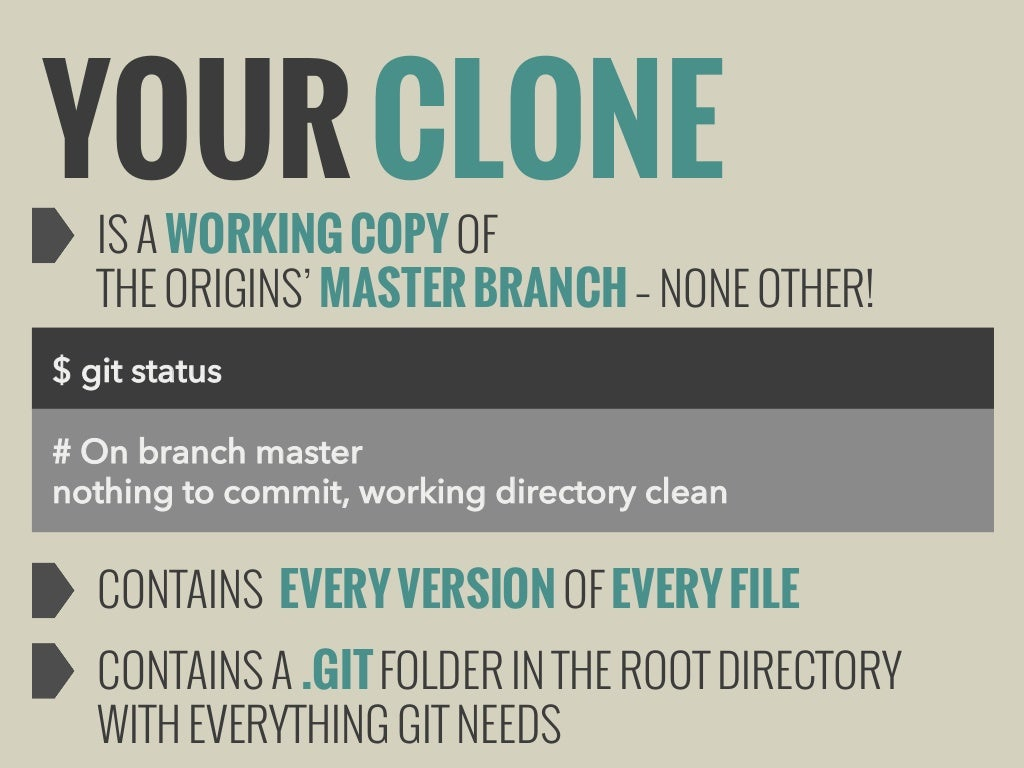 YOUR CLONE
IS A WORKING COPY OF
THE ORIGINS’ MASTER BRANCH – NONE OTHER!
$ git status
# On branch master
nothing to commit, working directory clean
CONTAINS EVERY VERSION OF EVERY FILE
CONTAINS A .GIT FOLDER IN THE ROOT DIRECTORY
WITH EVERYTHING GIT NEEDS